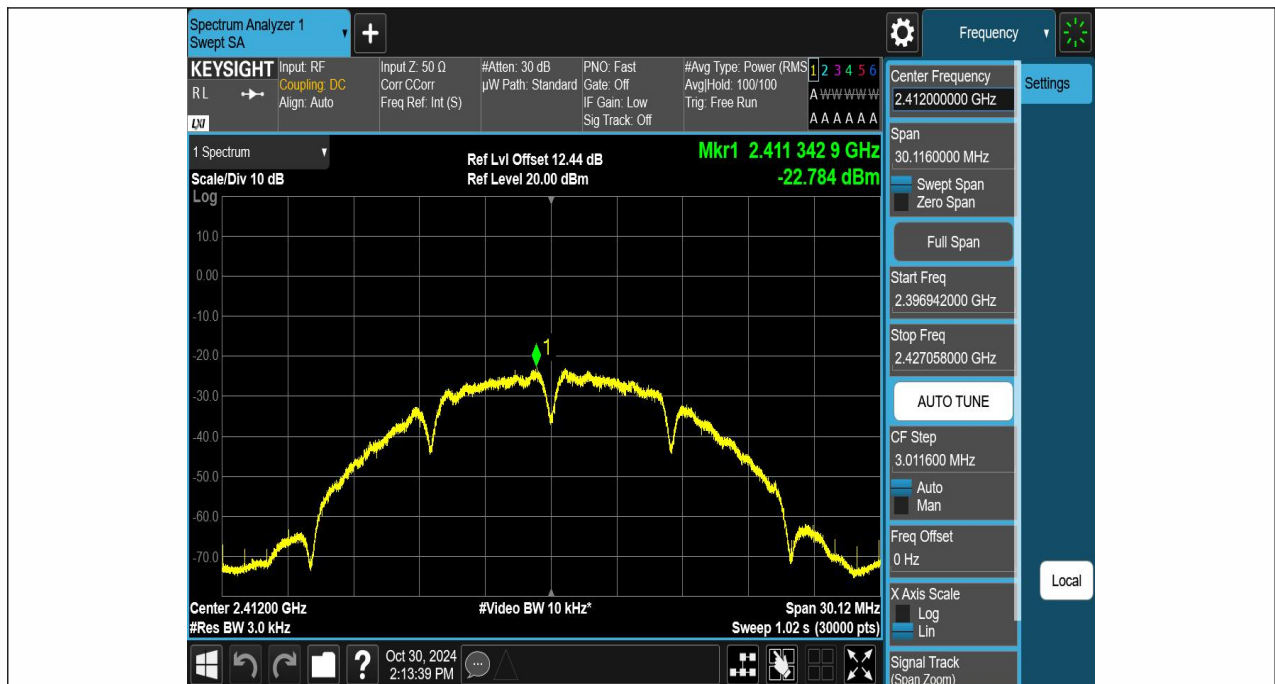 Spectrum Analyzer 1
Swept SA
+
Frequency
KEYSIGHT
R L
LXI
Input: RF
Coupling: DC
Align: Auto
Input Z: 50 Ω
Corr CCorr
Freq Ref: Int (S)
#Atten: 30 dB
µW Path: Standard
PNO: Fast
Gate: Off
IF Gain: Low
Sig Track: Off
#Avg Type: Power (RMS
Avg|Hold: 100/100
Trig: Free Run
1 2 3 4 5 6
A W W W W W
A A A A A A
1 Spectrum
Scale/Div 10 dB
Log
Ref Lvl Offset 12.44 dB
Ref Level 20.00 dBm
Mkr1 2.411 342 9 GHz
-22.784 dBm
10.0
0.00
-10.0
-20.0
-30.0
-40.0
-50.0
-60.0
-70.0
1
Center 2.41200 GHz
#Res BW 3.0 kHz
#Video BW 10 kHz*
Span 30.12 MHz
Sweep 1.02 s (30000 pts)
?
Oct 30, 2024
2:13:39 PM
Center Frequency
2.412000000 GHz
Span
30.1160000 MHz
Swept Span
Zero Span
Full Span
Start Freq
2.396942000 GHz
Stop Freq
2.427058000 GHz
AUTO TUNE
CF Step
3.011600 MHz
Auto
Man
Freq Offset
0 Hz
X Axis Scale
Log
Lin
Signal Track
(Span Zoom)
Settings
Local